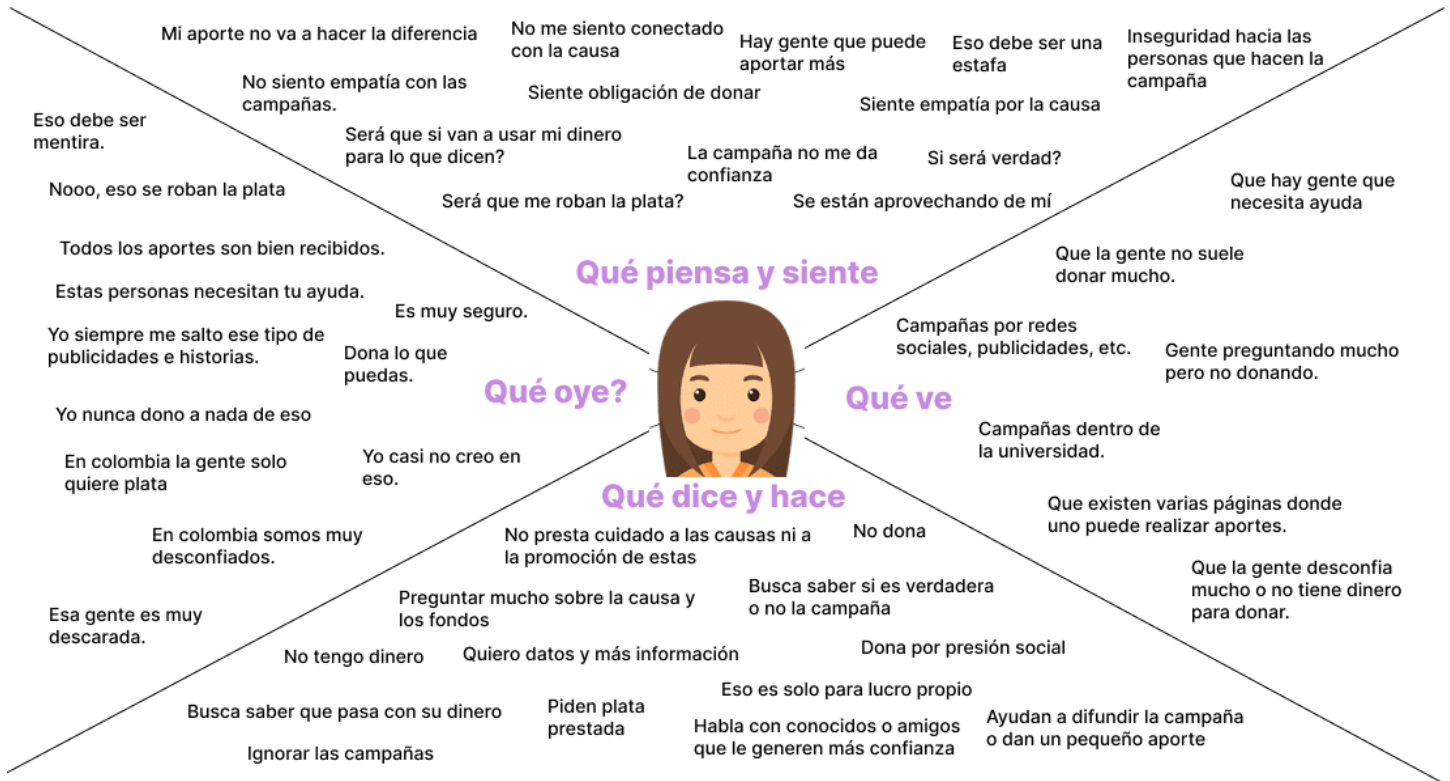 Mi aporte no va a hacer la diferencia
No me siento conectado
con la causa
Hay gente que puede
aportar más
Eso debe ser una
estafa
Inseguridad hacia las
personas que hacen la
campaña
No siento empatía con las
campañas.
Siente obligación de donar
Siente empatía por la causa
Será que si van a usar mi dinero
para lo que dicen?
La campaña no me da
confianza
Si será verdad?
Será que me roban la plata?
Se están aprovechando de mí
Qué piensa y siente
Eso debe ser
mentira.
Nooo, eso se roban la plata
Todos los aportes son bien recibidos.
Estas personas necesitan tu ayuda.
Es muy seguro.
Yo siempre me salto ese tipo de
publicidades e historias.
Dona lo que
puedas.
Qué oye?
Yo nunca dono a nada de eso
En colombia la gente solo
quiere plata
Yo casi no creo en
eso.
En colombia somos muy
desconfiados.
Esa gente es muy
descarada.
Que hay gente que
necesita ayuda
Que la gente no suele
donar mucho.
Campañas por redes
sociales, publicidades, etc.
Gente preguntando mucho
pero no donando.
Qué ve
Campañas dentro de
la universidad.
Que existen varias páginas donde
uno puede realizar aportes.
Que la gente desconfia
mucho o no tiene dinero
para donar.
Qué dice y hace
No presta cuidado a las causas ni a
la promoción de estas
No dona
Preguntar mucho sobre la causa y
los fondos
Busca saber si es verdadera
o no la campaña
No tengo dinero
Quiero datos y más información
Dona por presión social
Busca saber que pasa con su dinero
Piden plata
prestada
Eso es solo para lucro propio
Habla con conocidos o amigos
que le generen más confianza
Ayudan a difundir la campaña
o dan un pequeño aporte
Ignorar las campañas